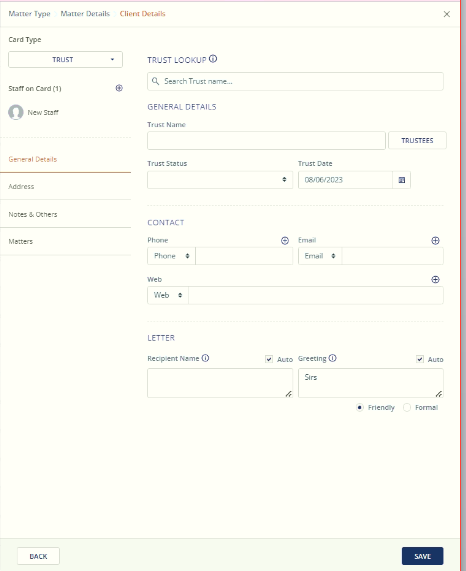 Matter Type Matter Details Client Details
Card Type
TRUST
Staff on Card (1)
New Staff
General Details
Address
Notes & Others
Matters
TRUST LOOKUP
Search Trust name...
GENERAL DETAILS
Trust Name
TRUSTEES
Trust Status Trust Date
08/06/2023
CONTACT
Phone Email
Phone Email
Web
Web
LETTER
Recipient Name Auto Greeting Auto
Sirs
Friendly Formal
BACK SAVE